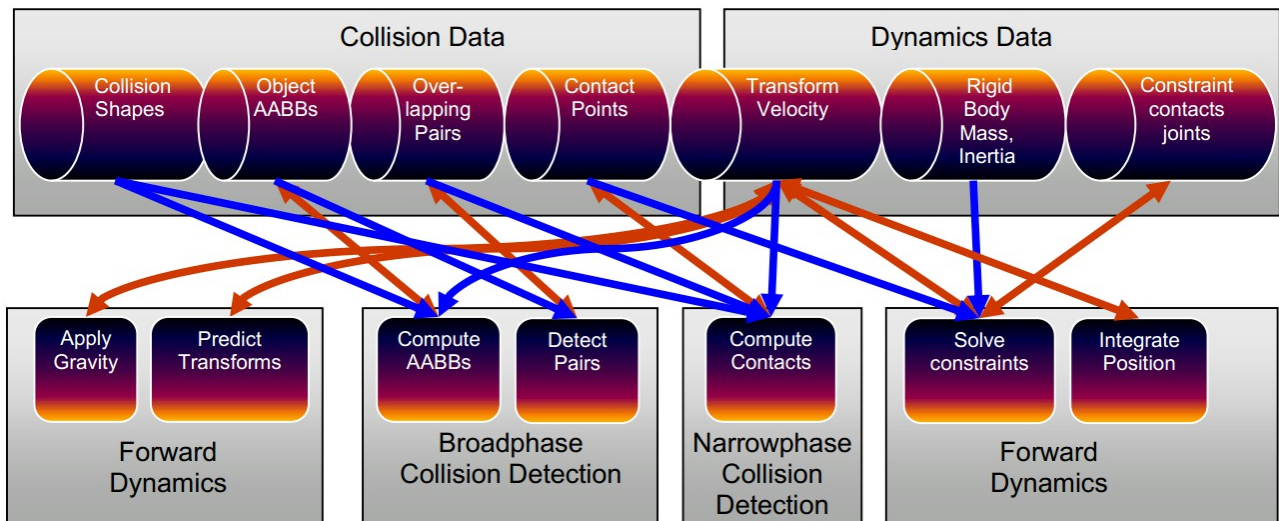 Collision Data
Dynamics Data
Collision
Shapes
Object
AABBs
Over-
lapping
Pairs
Contact
Points
Transform
Velocity
Rigid
Body
Mass,
Inertia
Constraint
contacts
joints
Apply
Gravity
Predict
Transforms
Compute
AABBs
Detect
Pairs
Compute
Contacts
Solve
constraints
Integrate
Position
Forward
Dynamics
Broadphase
Collision Detection
Narrowphase
Collision
Detection
Forward
Dynamics